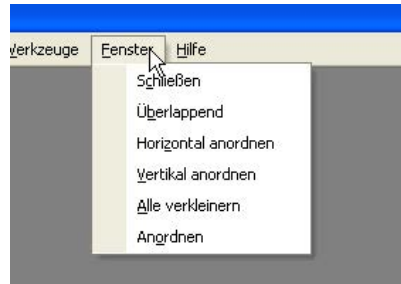 Werkzeuge Fenster Hilfe
Schließen
Überlappend
Horizontal anordnen
Vertikal anordnen
Alle verkleinern
Anordnen